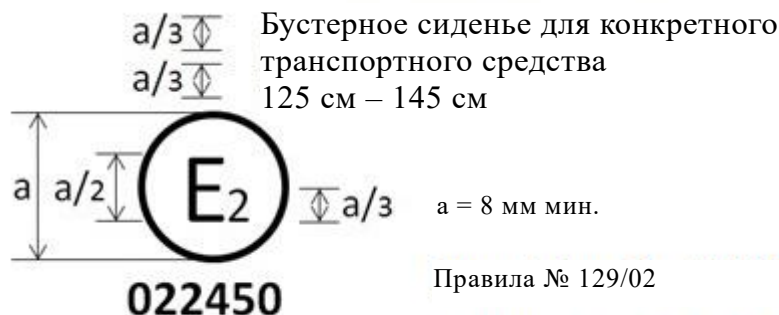 a/3
Бустерное сиденье для конкретного
a/3
транспортного средства
125 см – 145 см
a
a/2
E2
a/3
a = 8 мм мин.
Правила № 129/02
022450